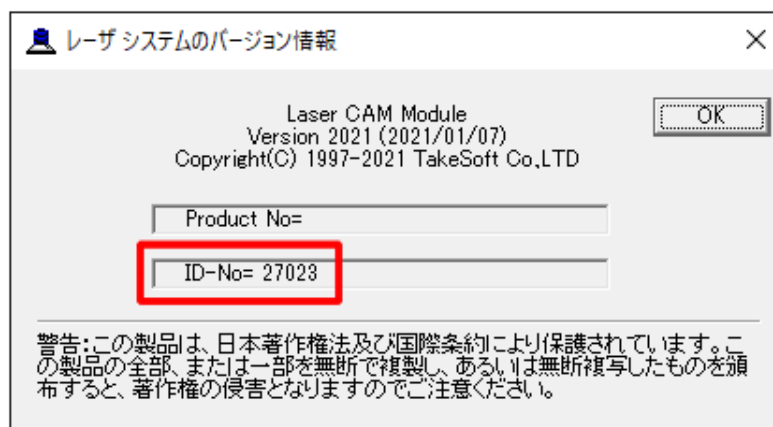 レーザ システムのバージョン情報
Laser CAM Module
OK
Version 2021 (2021/01/07)
Copyright(C) 1997-2021 TakeSoft Co,LTD
Product No=
ID-No= 27023
警告:この製品は、日本著作権法及び国際条約により保護されています。こ
の製品の全部、または一部を無断で複製し、あるいは無断複写したものを頒
布すると、著作権の侵害となりますのでご注意ください。